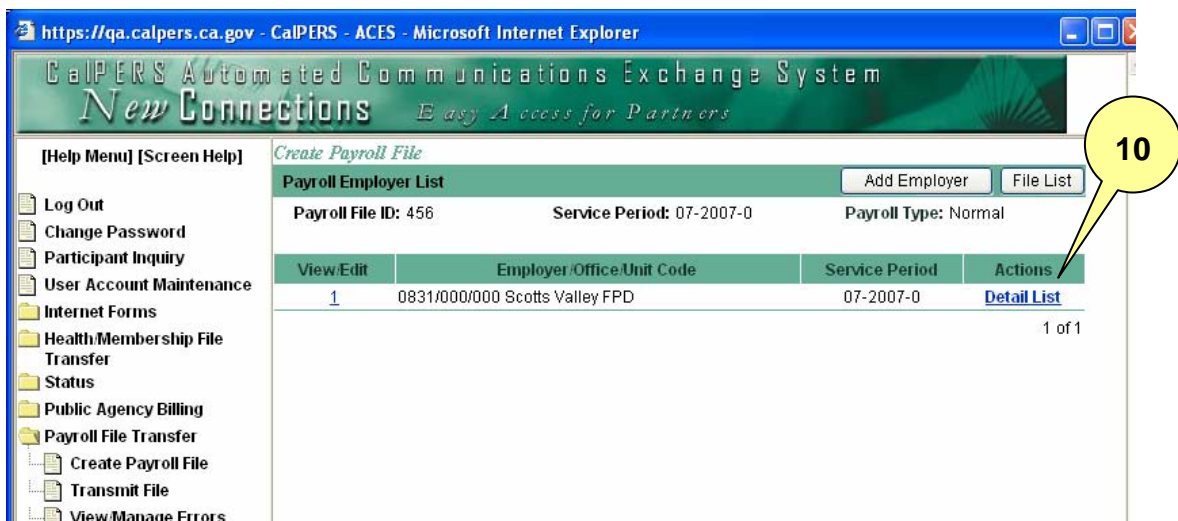 https://qa.calpers.ca.gov - CalPERS - ACES - Microsoft Internet Explorer
CalPERS Automated Communications Exchange System
New Connections Easy Access for Partners
[Help Menu] [Screen Help]
Log Out
Change Password
Participant Inquiry
User Account Maintenance
Internet Forms
Health/Membership File
Transfer
Status
Public Agency Billing
Payroll File Transfer
Create Payroll File
Transmit File
View/Manage Errors
Create Payroll File
Payroll Employer List Add Employer File List
Payroll File ID: 456 Service Period: 07-2007-0 Payroll Type: Normal
View/Edit Employer/Office/Unit Code Service Period Actions
1 0831/000/000 Scotts Valley FPD 07-2007-0 Detail List
1 of 1
10